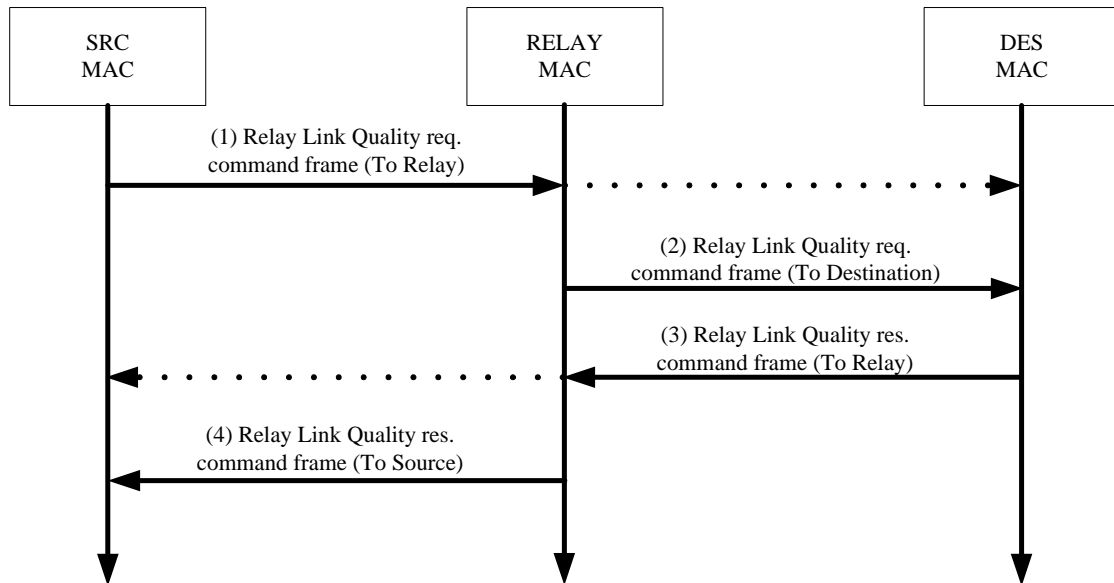 SRC
MAC
RELAY
MAC
DES
MAC
(1) Relay Link Quality req.
command frame (To Relay)
(2) Relay Link Quality req.
command frame (To Destination)
(3) Relay Link Quality res.
command frame (To Relay)
(4) Relay Link Quality res.
command frame (To Source)